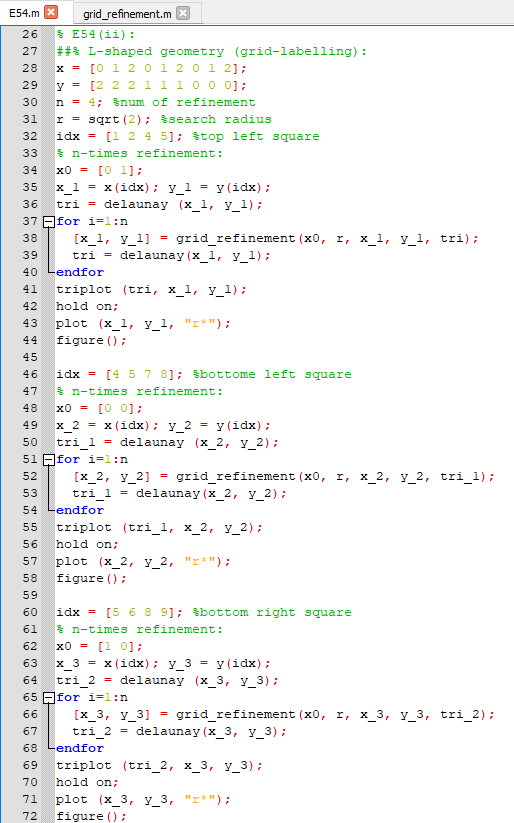 E54.m grid_refinement.m
26 % E54(ii):
27 ##% L-shaped geometry (grid-labelling):
28 x = [0 1 2 0 1 2 0 1 2];
29 y = [2 2 2 1 1 1 0 0 0];
30 n = 4; %num of refinement
31 r = sqrt(2); %search radius
32 idx = [1 2 4 5]; %top left square
33 % n-times refinement:
34 x0 = [0 1];
35 x_1 = x(idx); y_1 = y(idx);
36 tri = delaunay (x_1, y_1);
37 for i=1:n
38 [x_1, y_1] = grid_refinement(x0, r, x_1, y_1, tri);
39 tri = delaunay(x_1, y_1);
40 endfor
41 triplot (tri, x_1, y_1);
42 hold on;
43 plot (x_1, y_1, "r*");
44 figure();
45
46 idx = [4 5 7 8]; %bottome left square
47 % n-times refinement:
48 x0 = [0 0];
49 x_2 = x(idx); y_2 = y(idx);
50 tri_1 = delaunay (x_2, y_2);
51 for i=1:n
52 [x_2, y_2] = grid_refinement(x0, r, x_2, y_2, tri_1);
53 tri_1 = delaunay(x_2, y_2);
54 endfor
55 triplot (tri_1, x_2, y_2);
56 hold on;
57 plot (x_2, y_2, "r*");
58 figure();
59
60 idx = [5 6 8 9]; %bottom right square
61 % n-times refinement:
62 x0 = [1 0];
63 x_3 = x(idx); y_3 = y(idx);
64 tri_2 = delaunay (x_3, y_3);
65 for i=1:n
66 [x_3, y_3] = grid_refinement(x0, r, x_3, y_3, tri_2);
67 tri_2 = delaunay(x_3, y_3);
68 endfor
69 triplot (tri_2, x_3, y_3);
70 hold on;
71 plot (x_3, y_3, "r*");
72 figure();